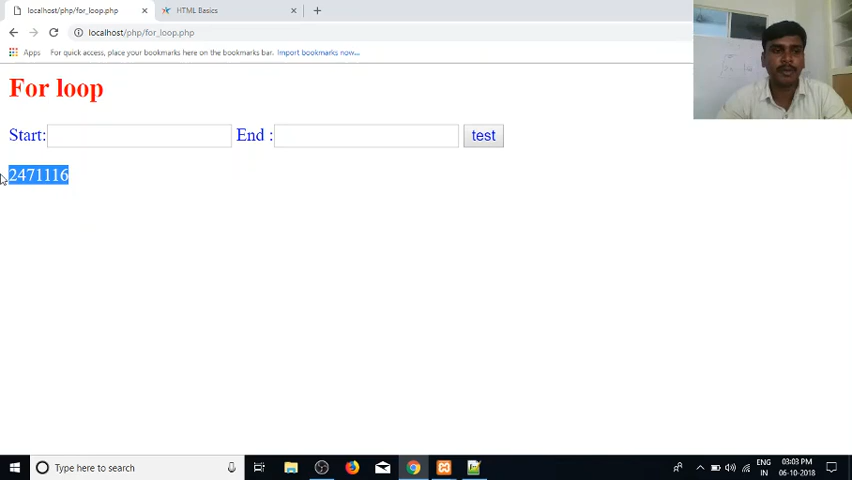 localhost/php/for_loop.php
HTML Basics
localhost/php/for_loop.php
Apps For quick access, place your bookmarks here on the bookmarks bar. Import bookmarks now...
For loop
Start: End : test
2471116
Type here to search
ENG 03:03 PM
IN 06-10-2018